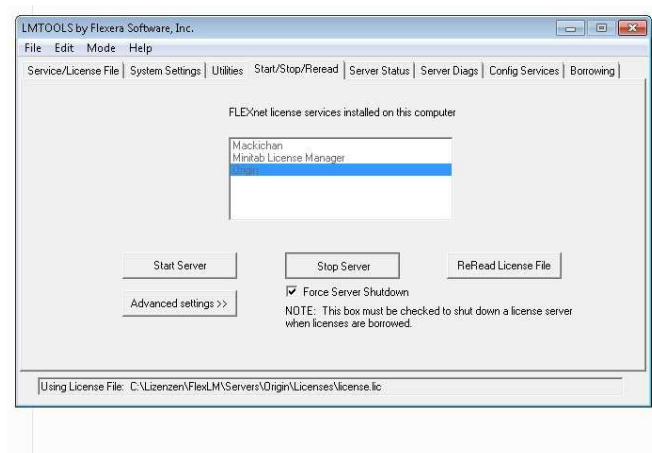 LMTOOLS by Flexera Software, Inc.
File Edit Mode Help
Service/License File System Settings Utilities Start/Stop/Reread Server Status Server Diags Config Services Borrowing
FLEXnet license services installed on this computer
Mackichan
Minitab License Manager
Origin
Start Server Stop Server ReRead License File
Advanced settings >> Force Server Shutdown
NOTE: This box must be checked to shut down a license server
when licenses are borrowed.
Using License File: C:\Lizenzen\FlexLM\Servers\Origin\Licenses\license.lic